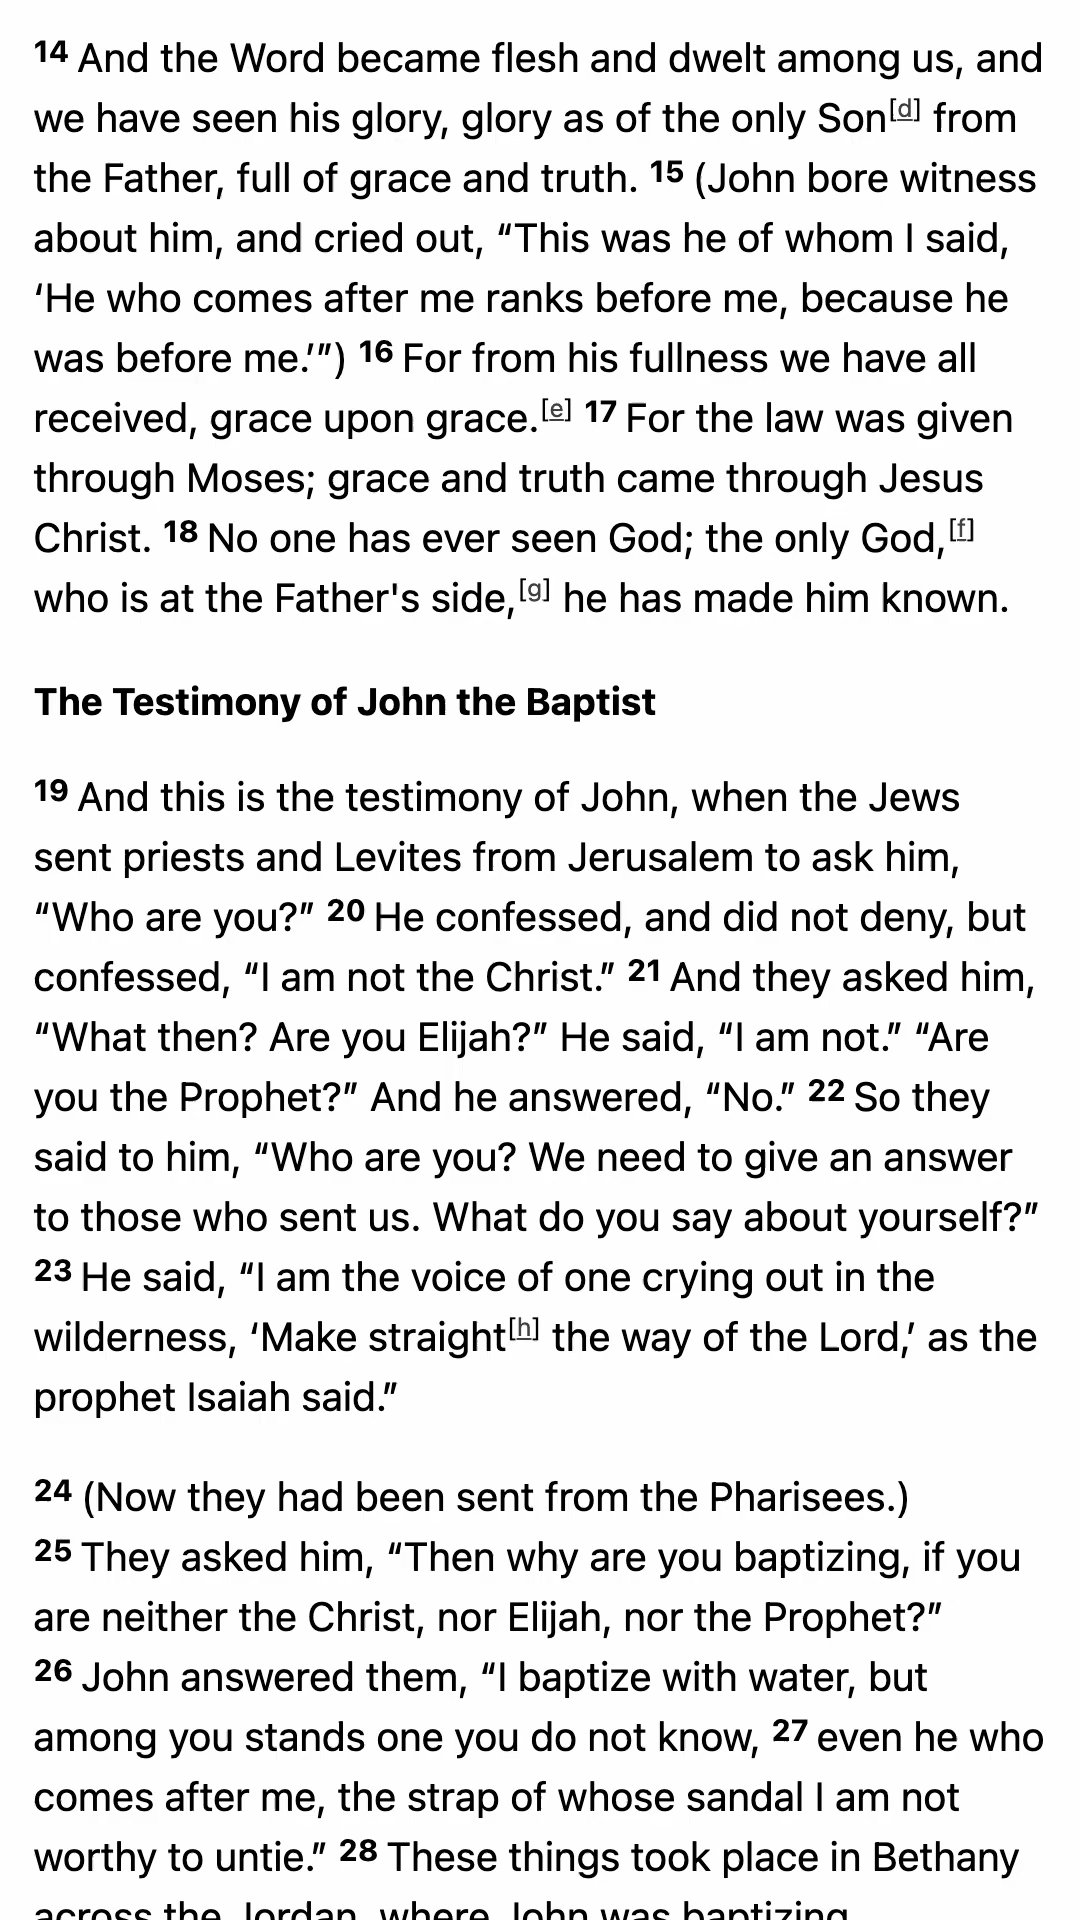 14 And the Word became flesh and dwelt among us, and
we have seen his glory, glory as of the only Son[d] from
the Father, full of grace and truth. 15 (John bore witness
about him, and cried out, “This was he of whom I said,
‘He who comes after me ranks before me, because he
was before me.’”) 16 For from his fullness we have all
received, grace upon grace.[e] 17 For the law was given
through Moses; grace and truth came through Jesus
Christ. 18 No one has ever seen God; the only God,[f]
who is at the Father's side,[g] he has made him known.
The Testimony of John the Baptist
19 And this is the testimony of John, when the Jews
sent priests and Levites from Jerusalem to ask him,
“Who are you?” 20 He confessed, and did not deny, but
confessed, “I am not the Christ.” 21 And they asked him,
“What then? Are you Elijah?” He said, “I am not.” “Are
you the Prophet?” And he answered, “No.” 22 So they
said to him, “Who are you? We need to give an answer
to those who sent us. What do you say about yourself?”
23 He said, “I am the voice of one crying out in the
wilderness, ‘Make straight[h] the way of the Lord,’ as the
prophet Isaiah said.”
24 (Now they had been sent from the Pharisees.)
25 They asked him, “Then why are you baptizing, if you
are neither the Christ, nor Elijah, nor the Prophet?”
26 John answered them, “I baptize with water, but
among you stands one you do not know, 27 even he who
comes after me, the strap of whose sandal I am not
worthy to untie.” 28 These things took place in Bethany
across the Jordan, where John was baptizing.